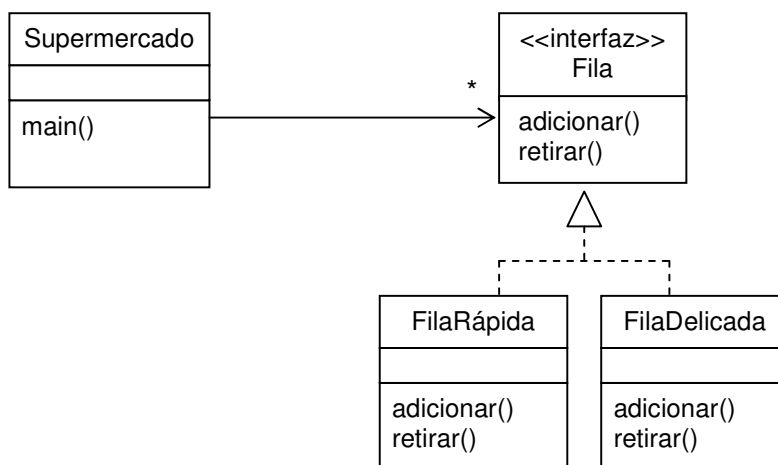 Supermercado
main()
*
<<interfaz>>
Fila
adicionar()
retirar()
FilaRápida
adicionar()
retirar()
FilaDelicada
adicionar()
retirar()